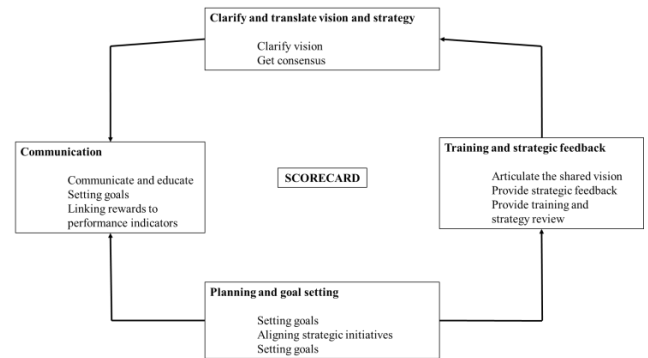 Clarify and translate vision and strategy
Clarify vision
Get consensus
Communication
Communicate and educate
Setting goals
Linking rewards to
performance indicators
SCORECARD
Training and strategic feedback
Articulate the shared vision
Provide strategic feedback
Provide training and
strategy review
Planning and goal setting
Setting goals
Aligning strategic initiatives
Setting goals